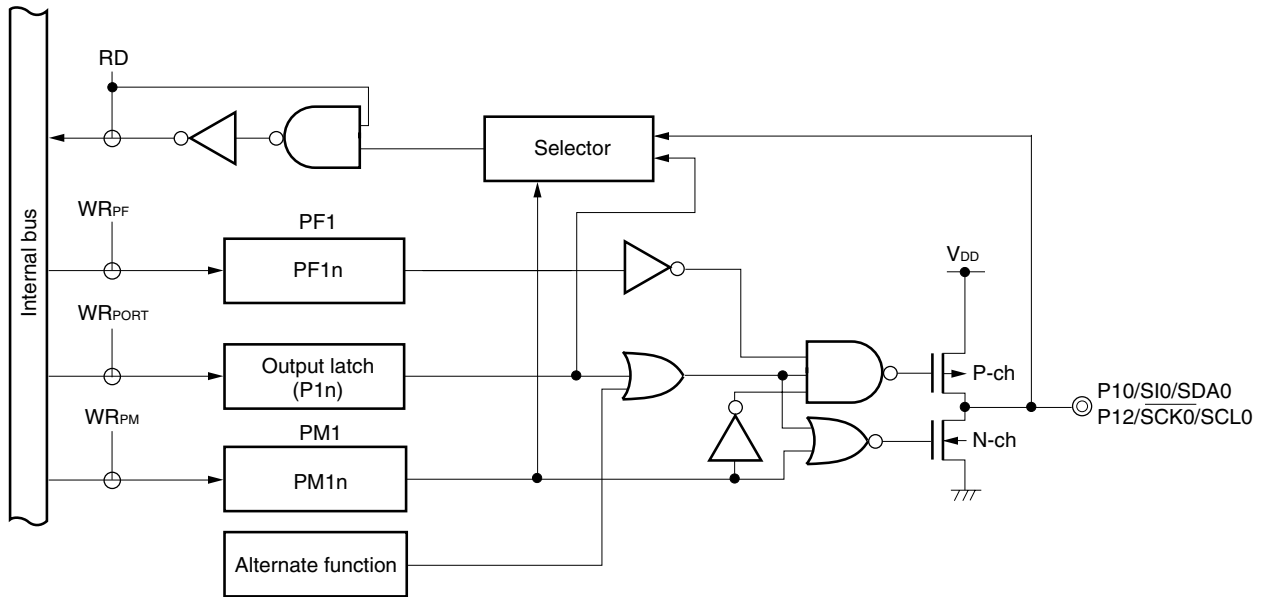 RD
Selector
Internal bus
WRPF
PF1
PF1n
VDD
WRPORT
Output latch
(P1n)
P-ch
P10/SI0/SDA0
P12/SCK0/SCL0
WRPM
PM1
N-ch
PM1n
Alternate function